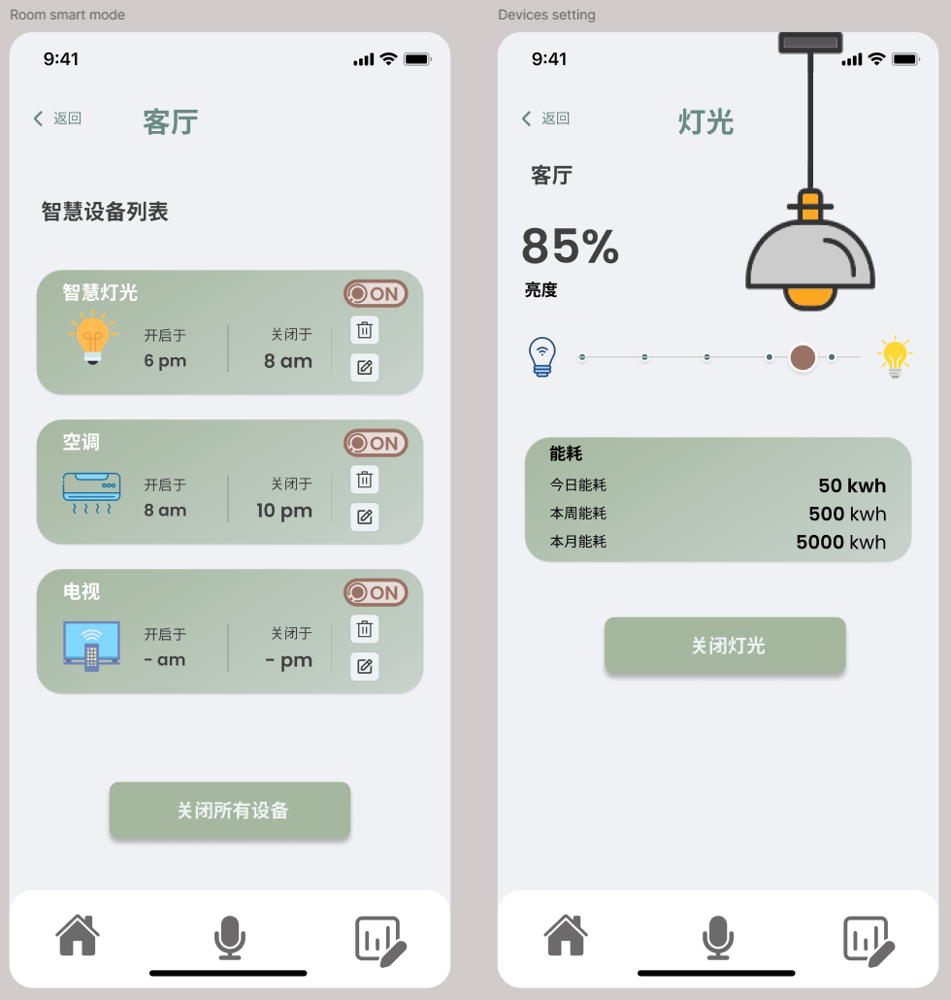 Room smart mode
9:41
返回
客厅
智慧设备列表
智慧灯光
ON
开启于
关闭于
6 pm
8 am
空调
ON
开启于
关闭于
8 am
10 pm
电视
ON
开启于
关闭于
- am
- pm
关闭所有设备
Devices setting
9:41
返回
灯光
客厅
85%
亮度
能耗
今日能耗 50 kwh
本周能耗 500 kwh
本月能耗 5000 kwh
关闭灯光